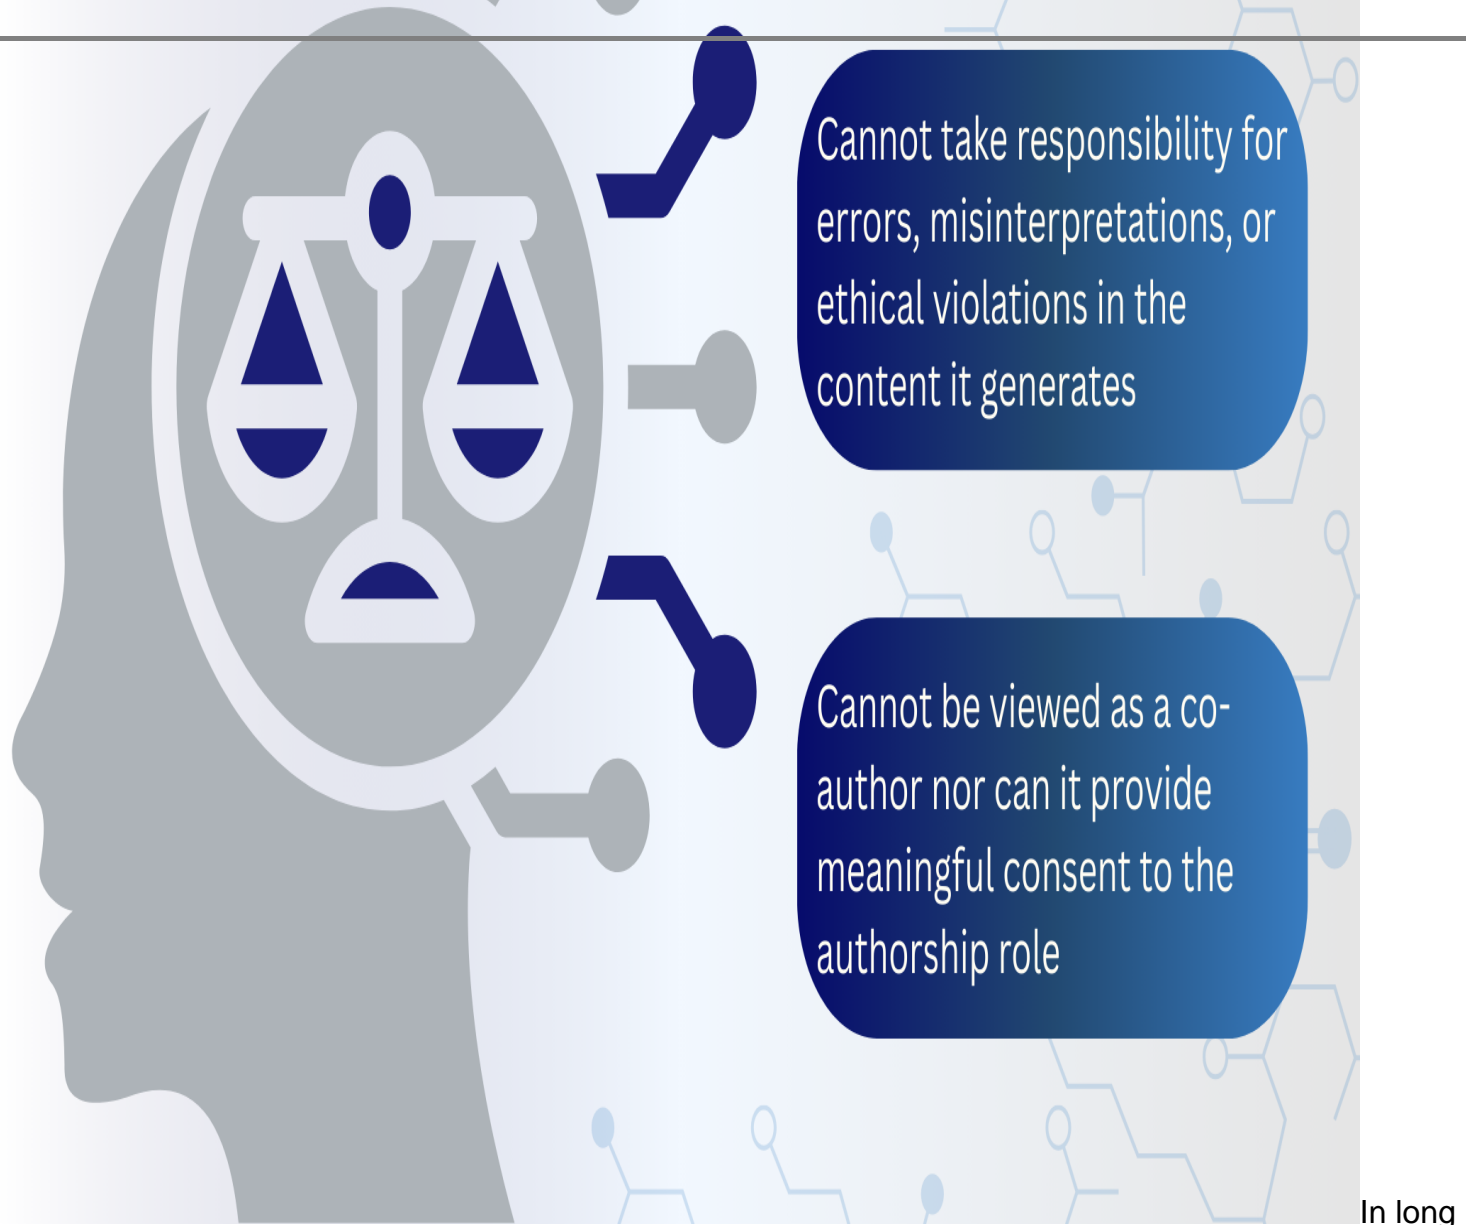 Cannot take responsibility for
errors, misinterpretations, or
ethical violations in the
content it generates
Cannot be viewed as a co-
author nor can it provide
meaningful consent to the
authorship role
In long